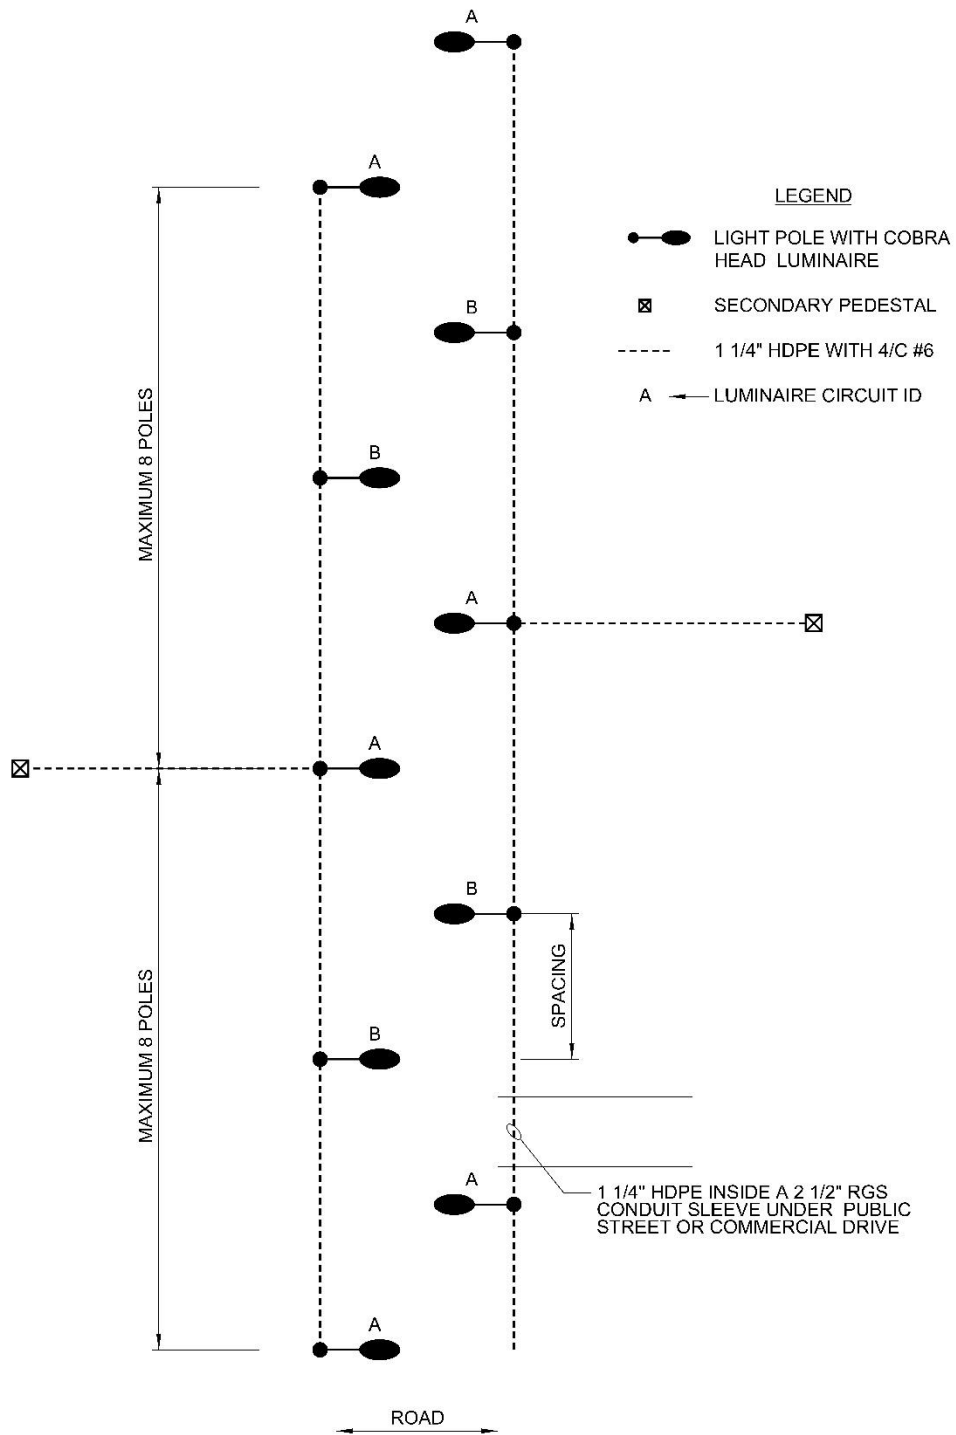 A
A
LEGEND
LIGHT POLE WITH COBRA
HEAD LUMINAIRE
SECONDARY PEDESTAL
B
1 1/4" HDPE WITH 4/C #6
A
LUMINAIRE CIRCUIT ID
MAXIMUM 8 POLES
B
A
A
B
SPACING
MAXIMUM 8 POLES
B
A
1 1/4" HDPE INSIDE A 2 1/2" RGS
CONDUIT SLEEVE UNDER PUBLIC
STREET OR COMMERCIAL DRIVE
A
ROAD